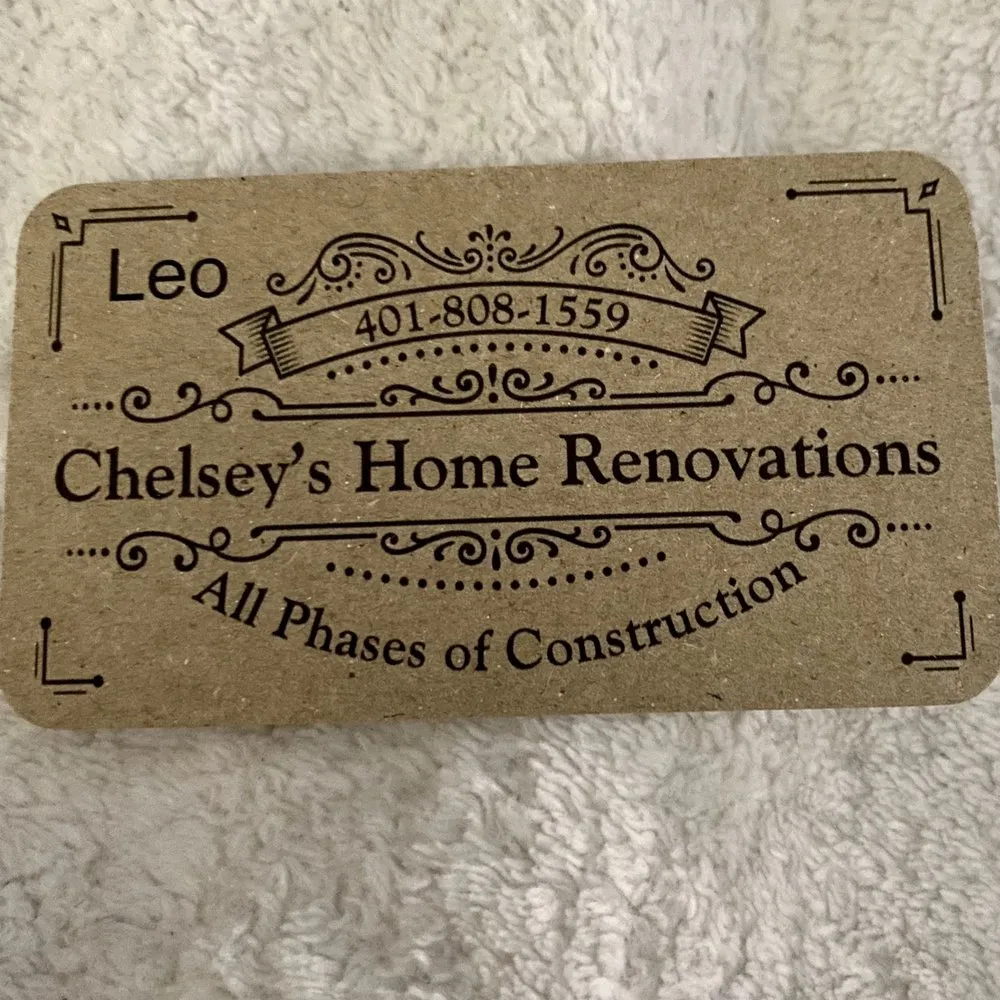 Leo
401-808-1559
Chelsey's Home Renovations
All Phases of Construction